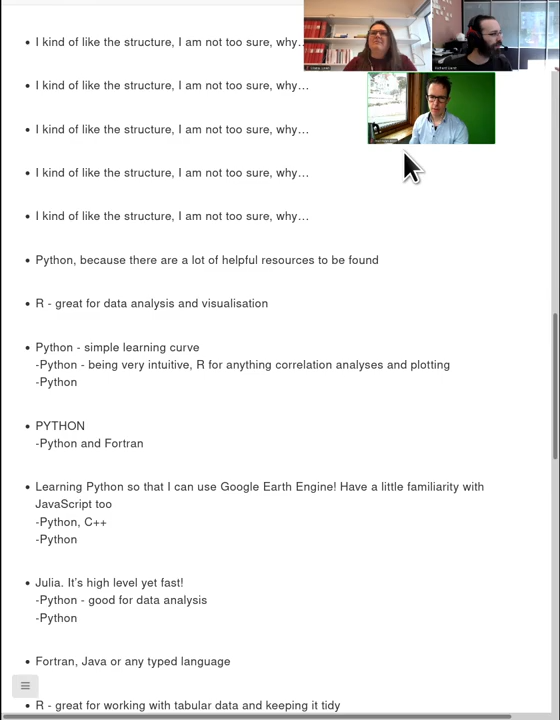 I kind of like the structure, I am not too sure, why...
I kind of like the structure, I am not too sure, why…
I kind of like the structure, I am not too sure, why…
I kind of like the structure, I am not too sure, why…
I kind of like the structure, I am not too sure, why…
Python, because there are a lot of helpful resources to be found
R - great for data analysis and visualisation
Python - simple learning curve
-Python - being very intuitive, R for anything correlation analyses and plotting
-Python
PYTHON
-Python and Fortran
Learning Python so that I can use Google Earth Engine! Have a little familiarity with
JavaScript too
-Python, C++
-Python
Julia. It’s high level yet fast!
-Python - good for data analysis
-Python
Fortran, Java or any typed language
R - great for working with tabular data and keeping it tidy